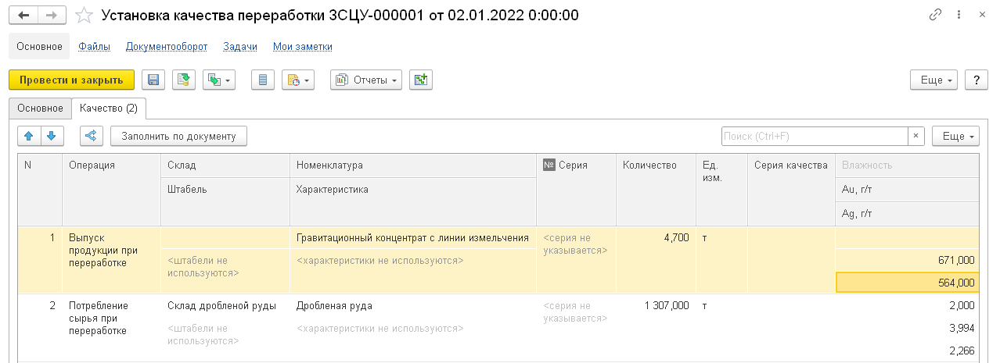 Установка качества переработки ЗСЦУ-000001 от 02.01.2022 0:00:00
Основное Файлы Документооборот Задачи Мои заметки
Провести и закрыть Отчеты Еще ?
Основное Качество (2)
Заполнить по документу Поиск (Ctrl+F) × Еще
N Операция Склад Номенклатура № Серия Количество Ед. изм. Серия качества Влажность
Штабель Характеристика Au, г/т
Ag, г/т
1 Выпуск Гравитационный концентрат с линии измельчения <серия не 4,700 т
продукции при указывается>
переработке <штабели не <характеристики не используются> 671,000
используются>
564,000
2 Потребление Склад дробленой руды Дробленая руда <серия не 1 307,000 т 2,000
сырья при указывается>
переработке <штабели не <характеристики не используются> 3,994
используются>
2,266